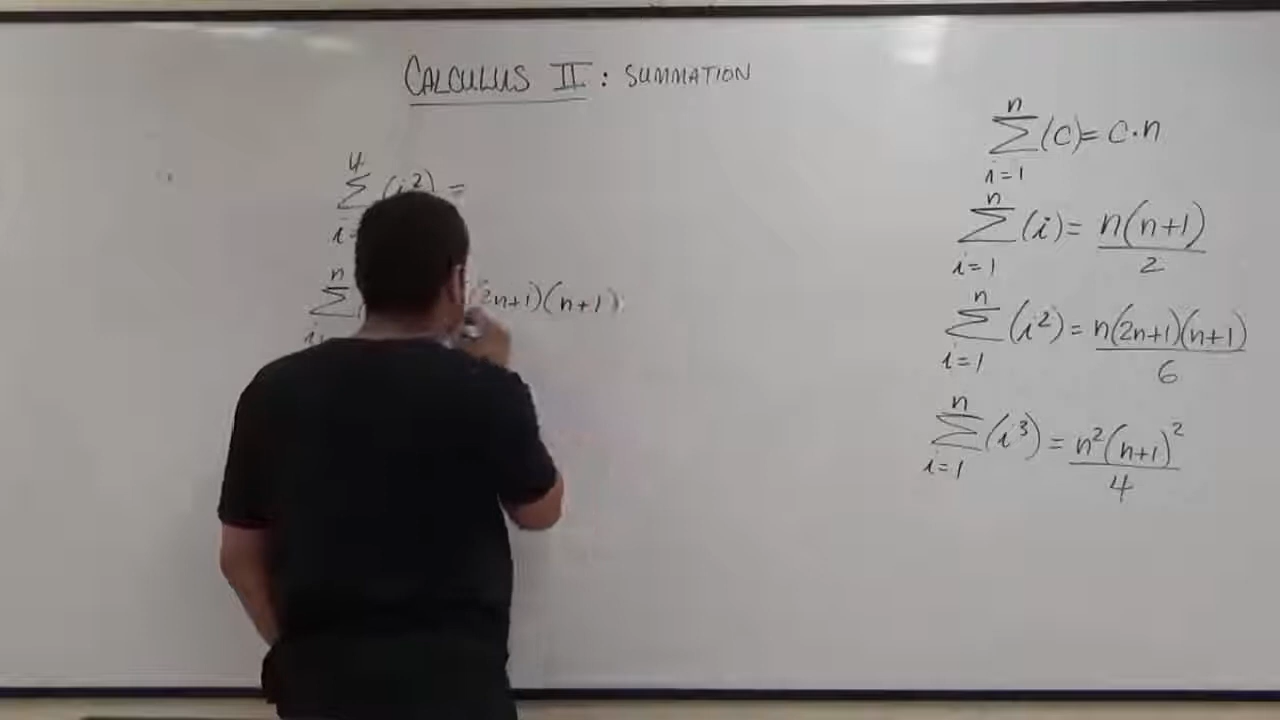 CALCULUS II : SUMMATION
4
∑ (i²) =
i=
n
∑ ( 2n+1)(n+1)
i=
n
∑ (c) = c·n
i=1
n
∑ (i) = n(n+1)
2
i=1
n
∑ (i²) = n(2n+1)(n+1)
6
i=1
n
∑ (i³) = n²(n+1)²
4
i=1